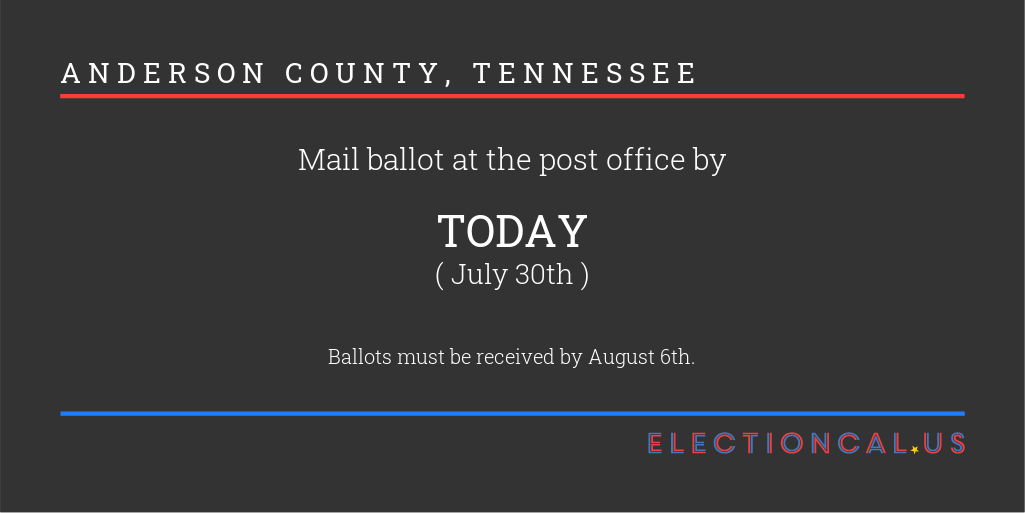 ANDERSON COUNTY, TENNESSEE
Mail ballot at the post office by
TODAY
( July 30th )
Ballots must be received by August 6th.
ELECTIONCAL.US